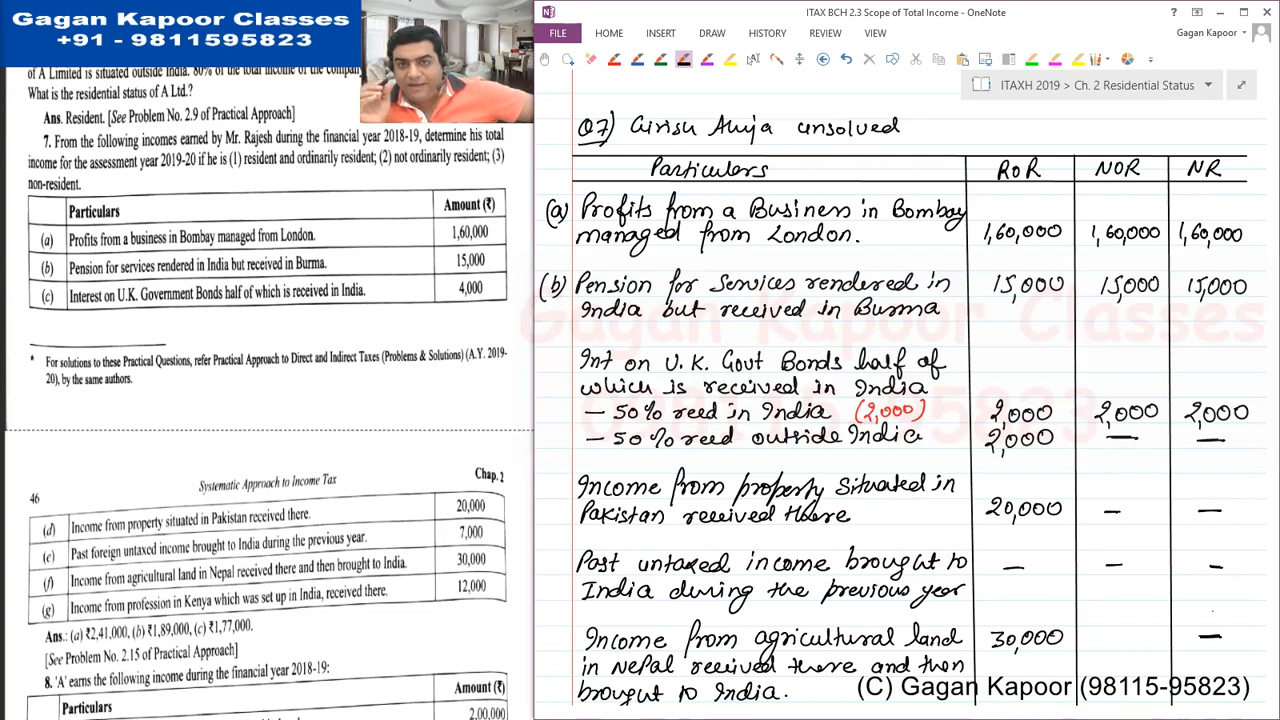 Gagan Kapoor Classes
+91 - 9811595823
of A Limited is situated outside India. 80% of the total income of the company
What is the residential status of A Ltd.?
Ans. Resident. [See Problem No. 2.9 of Practical Approach]
7. From the following incomes earned by Mr. Rajesh during the financial year 2018-19, determine his total
income for the assessment year 2019-20 if he is (1) resident and ordinarily resident; (2) not ordinarily resident; (3)
non-resident.
Particulars Amount (₹)
(a) Profits from a business in Bombay managed from London. 1,60,000
(b) Pension for services rendered in India but received in Burma. 15,000
(c) Interest on U.K. Government Bonds half of which is received in India. 4,000
* For solutions to these Practical Questions, refer Practical Approach to Direct and Indirect Taxes (Problems & Solutions) (A.Y. 2019-
20), by the same authors.
46 Systematic Approach to Income Tax Chap. 2
(d) Income from property situated in Pakistan received there. 20,000
(e) Past foreign untaxed income brought to India during the previous year. 7,000
(f) Income from agricultural land in Nepal received there and then brought to India. 30,000
(g) Income from profession in Kenya which was set up in India, received there. 12,000
Ans.: (a) ₹2,41,000, (b) ₹1,89,000, (c) ₹1,77,000.
[See Problem No. 2.15 of Practical Approach]
8. 'A' earns the following income during the financial year 2018-19:
Particulars Amount (₹)
2,00,000
ITAX BCH 2.3 Scope of Total Income - OneNote
FILE HOME INSERT DRAW HISTORY REVIEW VIEW Gagan Kapoor
ITAXH 2019 > Ch. 2 Residential Status
Q7) Girish Ahuja unsolved
Particulars ROR NOR NR
(a) Profits from a Business in Bombay
managed from London. 1,60,000 1,60,000 1,60,000
(b) Pension for Services rendered in 15,000 15,000 15,000
India but received in Burma
Int on U.K. Govt Bonds half of
which is received in India
– 50% recd in India (2,000) 2,000 2,000 2,000
– 50% recd outside India 2,000 — —
Income from property situated in
Pakistan received there 20,000 — —
Past untaxed income brought to — — —
India during the previous year
Income from agricultural land 30,000 —
in Nepal received there and then
brought to India.
Gagan Kapoor Classes
(C) Gagan Kapoor (98115-95823)